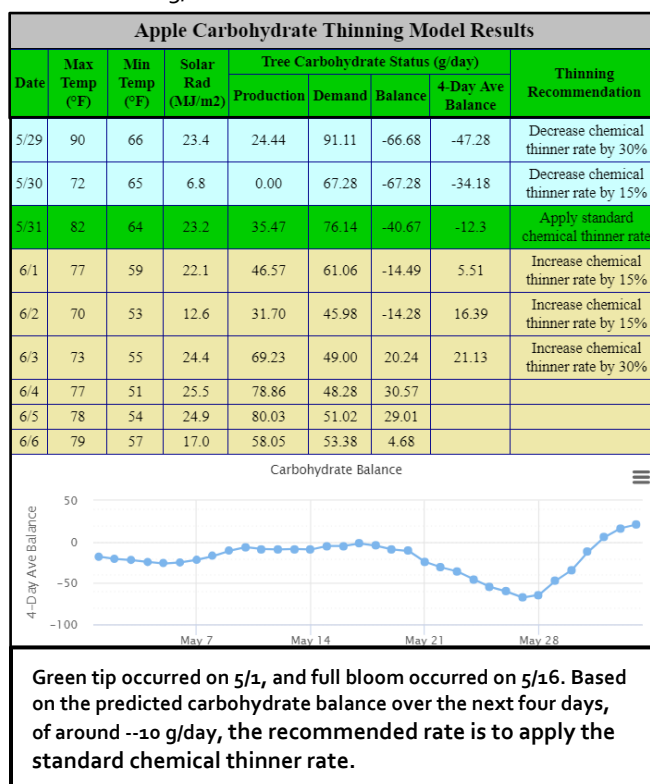 Apple Carbohydrate Thinning Model Results
Date Max Temp (°F) Min Temp (°F) Solar Rad (MJ/m2) Tree Carbohydrate Status (g/day) Thinning Recommendation
Production Demand Balance 4-Day Ave Balance
5/29 90 66 23.4 24.44 91.11 -66.68 -47.28 Decrease chemical thinner rate by 30%
5/30 72 65 6.8 0.00 67.28 -67.28 -34.18 Decrease chemical thinner rate by 15%
5/31 82 64 23.2 35.47 76.14 -40.67 -12.3 Apply standard chemical thinner rate
6/1 77 59 22.1 46.57 61.06 -14.49 5.51 Increase chemical thinner rate by 15%
6/2 70 53 12.6 31.70 45.98 -14.28 16.39 Increase chemical thinner rate by 15%
6/3 73 55 24.4 69.23 49.00 20.24 21.13 Increase chemical thinner rate by 30%
6/4 77 51 25.5 78.86 48.28 30.57
6/5 78 54 24.9 80.03 51.02 29.01
6/6 79 57 17.0 58.05 53.38 4.68
Carbohydrate Balance
4-Day Ave Balance
50
0
-50
-100
May 7 May 14 May 21 May 28
Green tip occurred on 5/1, and full bloom occurred on 5/16. Based
on the predicted carbohydrate balance over the next four days,
of around --10 g/day, the recommended rate is to apply the
standard chemical thinner rate.